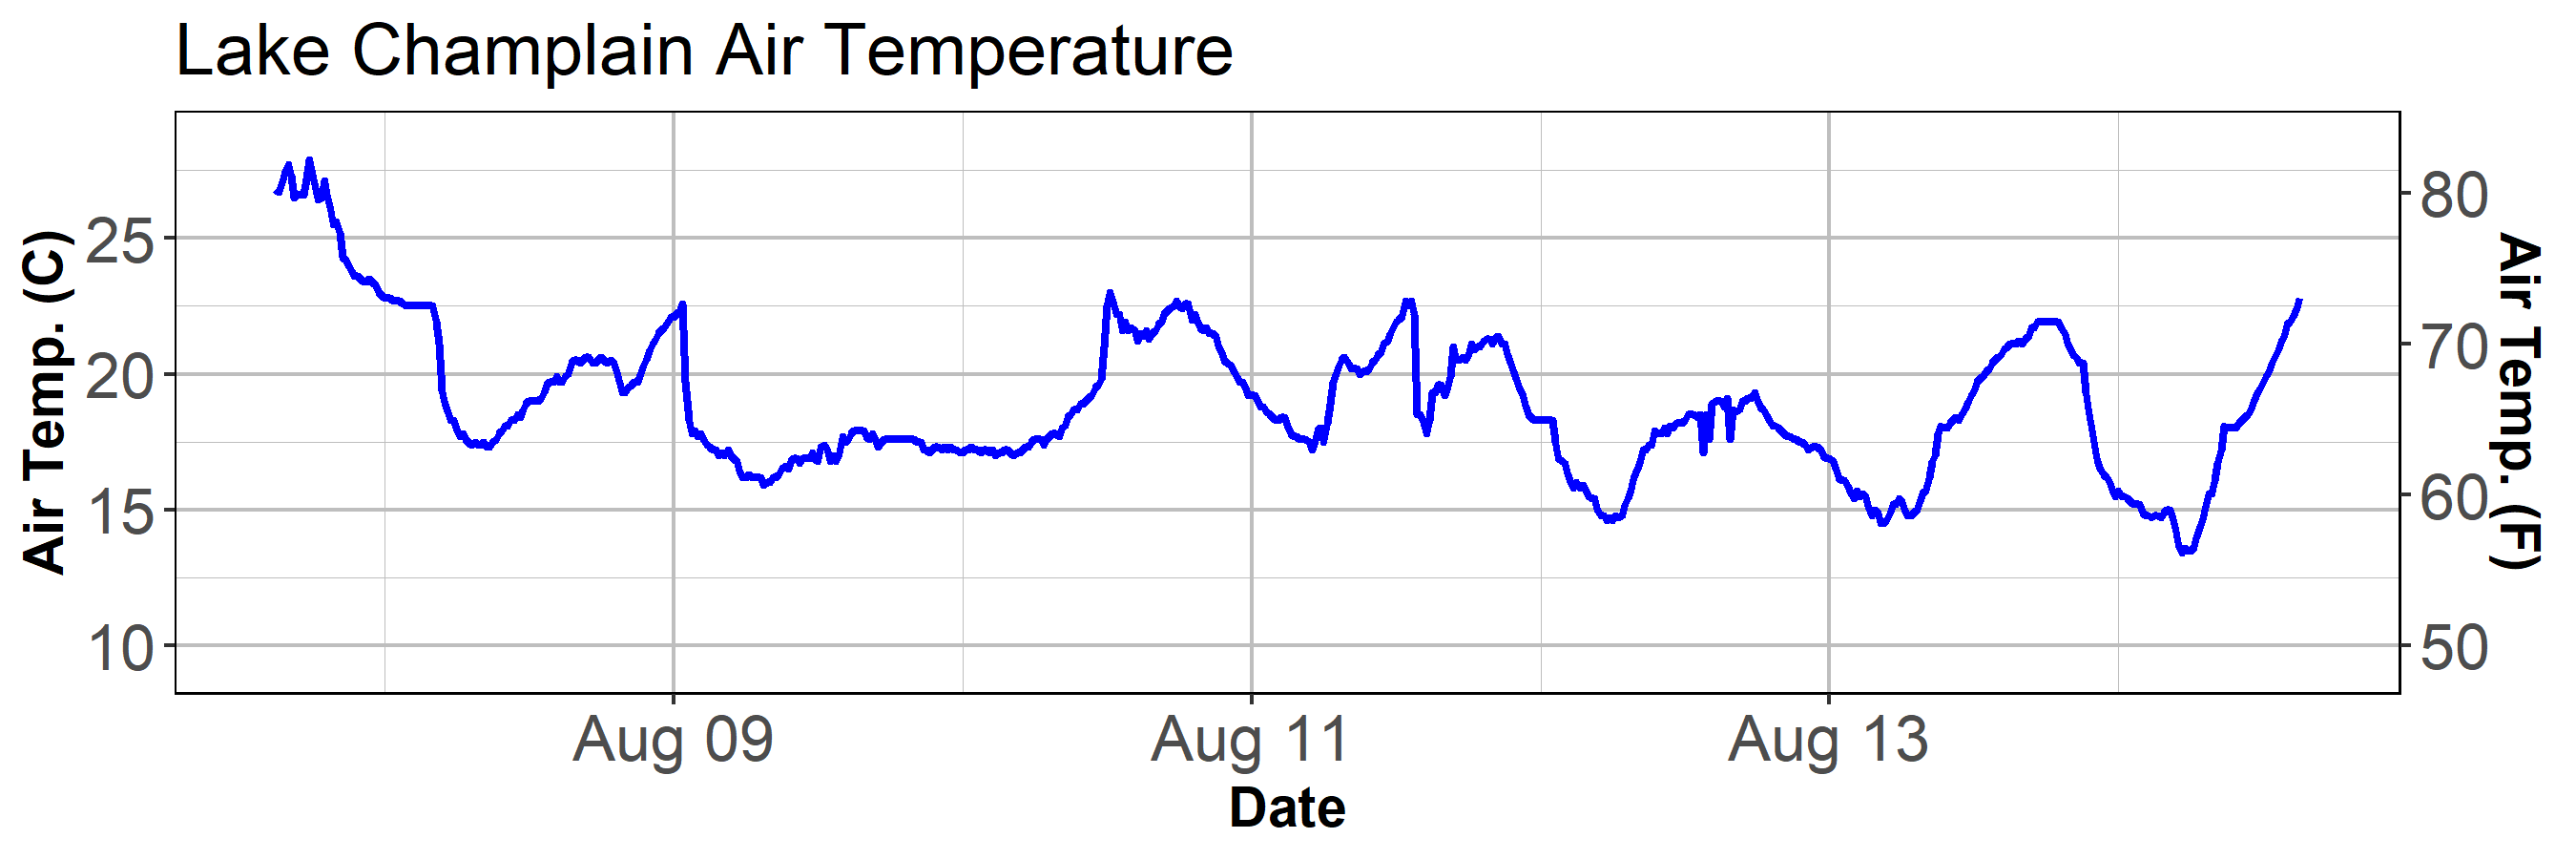 Lake Champlain Air Temperature
Air Temp. (C)
25
20
15
10
80
70
60
50
Air Temp. (F)
Aug 09
Aug 11
Aug 13
Date